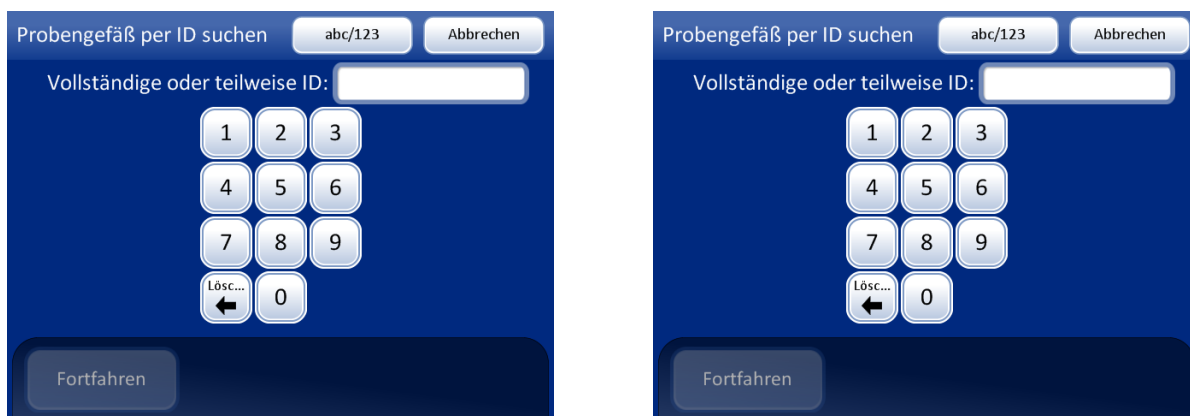 Probengefäß per ID suchen abc/123 Abbrechen
Vollständige oder teilweise ID:
1 2 3
4 5 6
7 8 9
Lösc... 0
Fortfahren
Probengefäß per ID suchen abc/123 Abbrechen
Vollständige oder teilweise ID:
1 2 3
4 5 6
7 8 9
Lösc... 0
Fortfahren